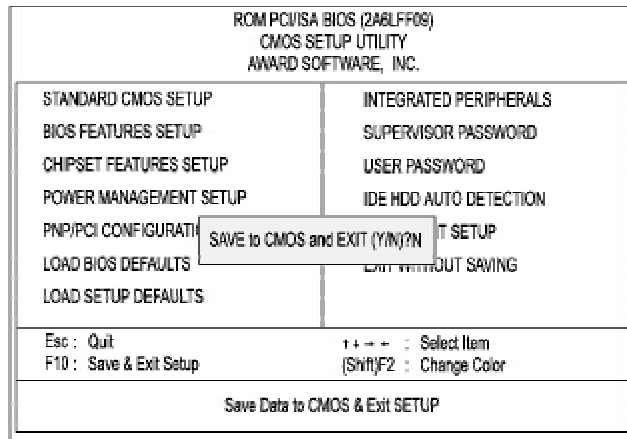 ROM PCI/ISA BIOS (2A6LFF09)
CMOS SETUP UTILITY
AWARD SOFTWARE, INC.
STANDARD CMOS SETUP
BIOS FEATURES SETUP
CHIPSET FEATURES SETUP
POWER MANAGEMENT SETUP
PNP/PCI CONFIGURATI
LOAD BIOS DEFAULTS
LOAD SETUP DEFAULTS
INTEGRATED PERIPHERALS
SUPERVISOR PASSWORD
USER PASSWORD
IDE HDD AUTO DETECTION
T SETUP
EXIT WITHOUT SAVING
SAVE to CMOS and EXIT (Y/N)?N
Esc : Quit
F10 : Save & Exit Setup
↑ ↓ → ← : Select Item
(Shift)F2 : Change Color
Save Data to CMOS & Exit SETUP